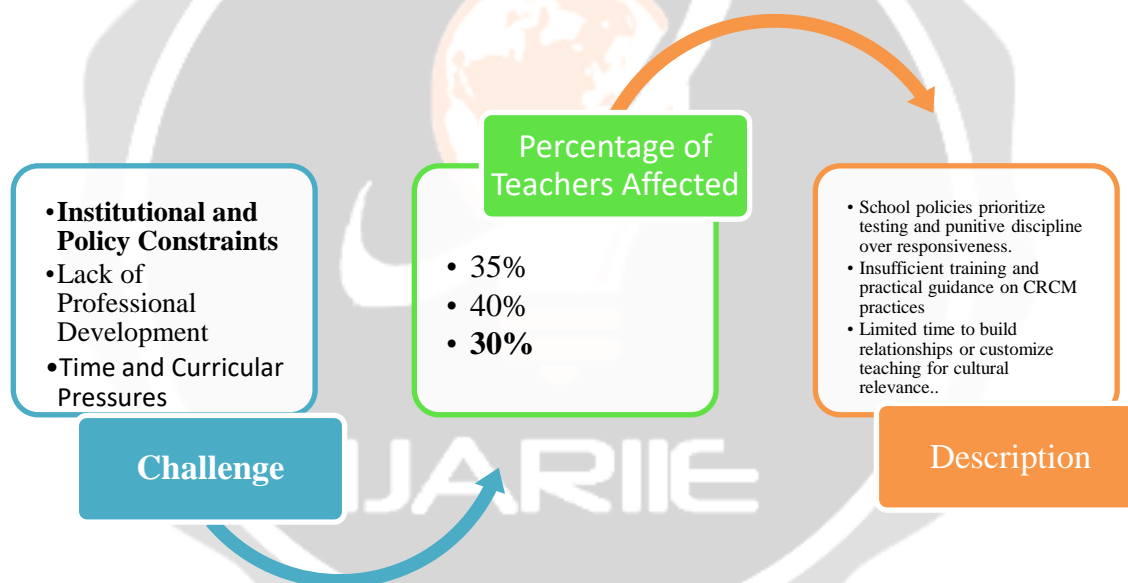 •Institutional and
Policy Constraints
•Lack of
Professional
Development
•Time and Curricular
Pressures
Challenge
Percentage of
Teachers Affected
• 35%
• 40%
• 30%
• School policies prioritize
testing and punitive discipline
over responsiveness.
• Insufficient training and
practical guidance on CRCM
practices
• Limited time to build
relationships or customize
teaching for cultural
relevance..
Description
IJARIIE